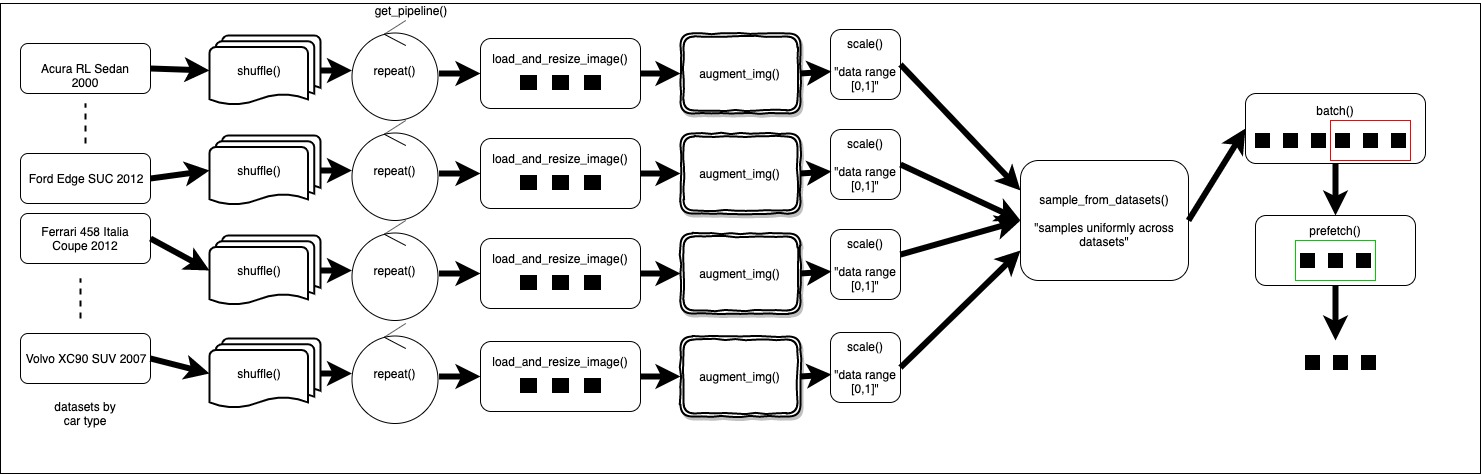 get_pipeline()
Acura RL Sedan
2000
shuffle()
repeat()
load_and_resize_image()
augment_img()
scale()
"data range
[0,1]"
Ford Edge SUC 2012
shuffle()
repeat()
load_and_resize_image()
augment_img()
scale()
"data range
[0,1]"
Ferrari 458 Italia
Coupe 2012
shuffle()
repeat()
load_and_resize_image()
augment_img()
scale()
"data range
[0,1]"
Volvo XC90 SUV 2007
shuffle()
repeat()
load_and_resize_image()
augment_img()
scale()
"data range
[0,1]"
datasets by
car type
sample_from_datasets()
"samples uniformly across
datasets"
batch()
prefetch()